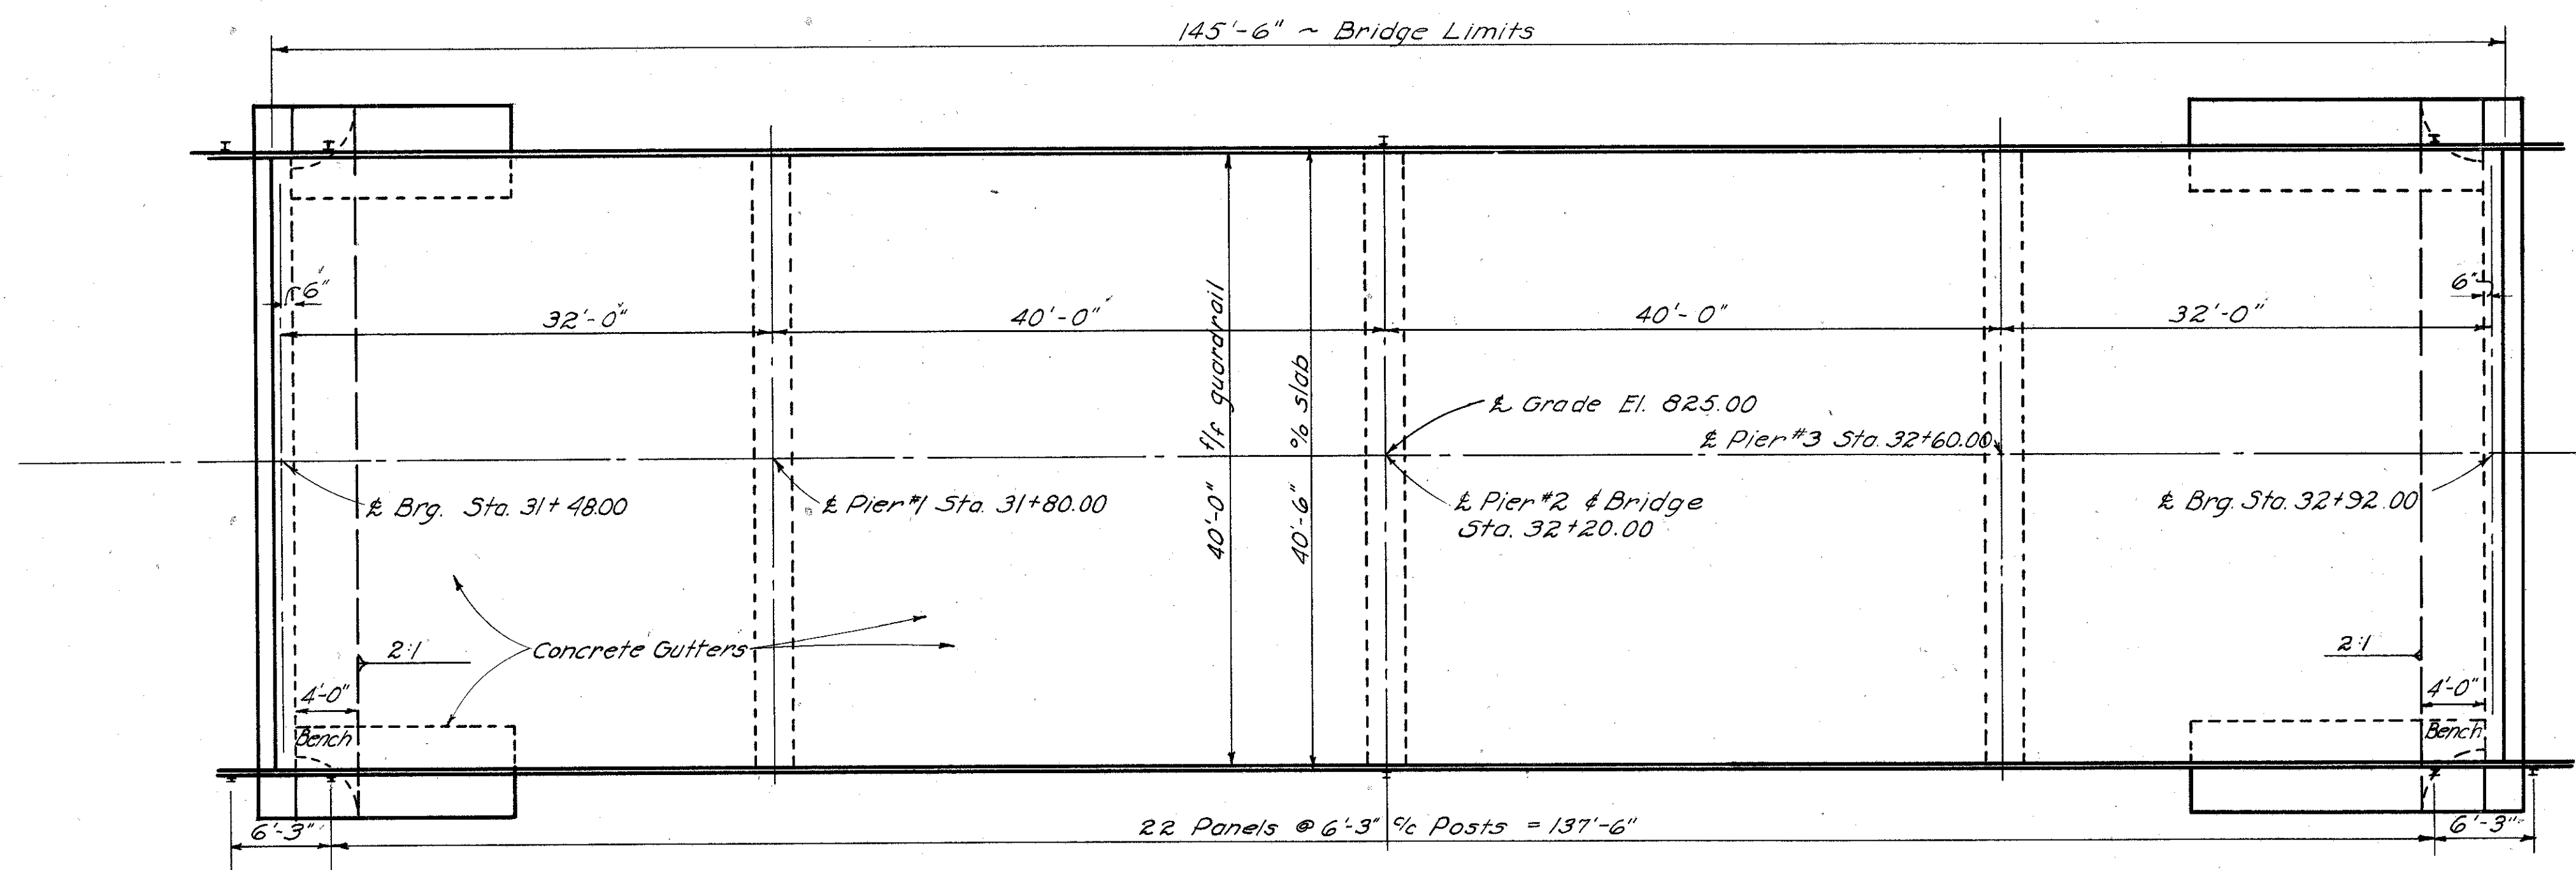 145'-6" ~ Bridge Limits
6"
32'-0"
40'-0"
40'-0"
32'-0"
6"
40'-0" f/f guardrail
40'-6" o/o slab
℄ Grade El. 825.00
℄ Pier #3 Sta. 32+60.00
℄ Brg. Sta. 31+48.00
℄ Pier #1 Sta. 31+80.00
℄ Pier #2 & Bridge
Sta. 32+20.00
℄ Brg. Sta. 32+92.00
Concrete Gutters
2:1
2:1
4'-0"
Bench
4'-0"
Bench
6'-3"
22 Panels @ 6'-3" c/c Posts = 137'-6"
6'-3"